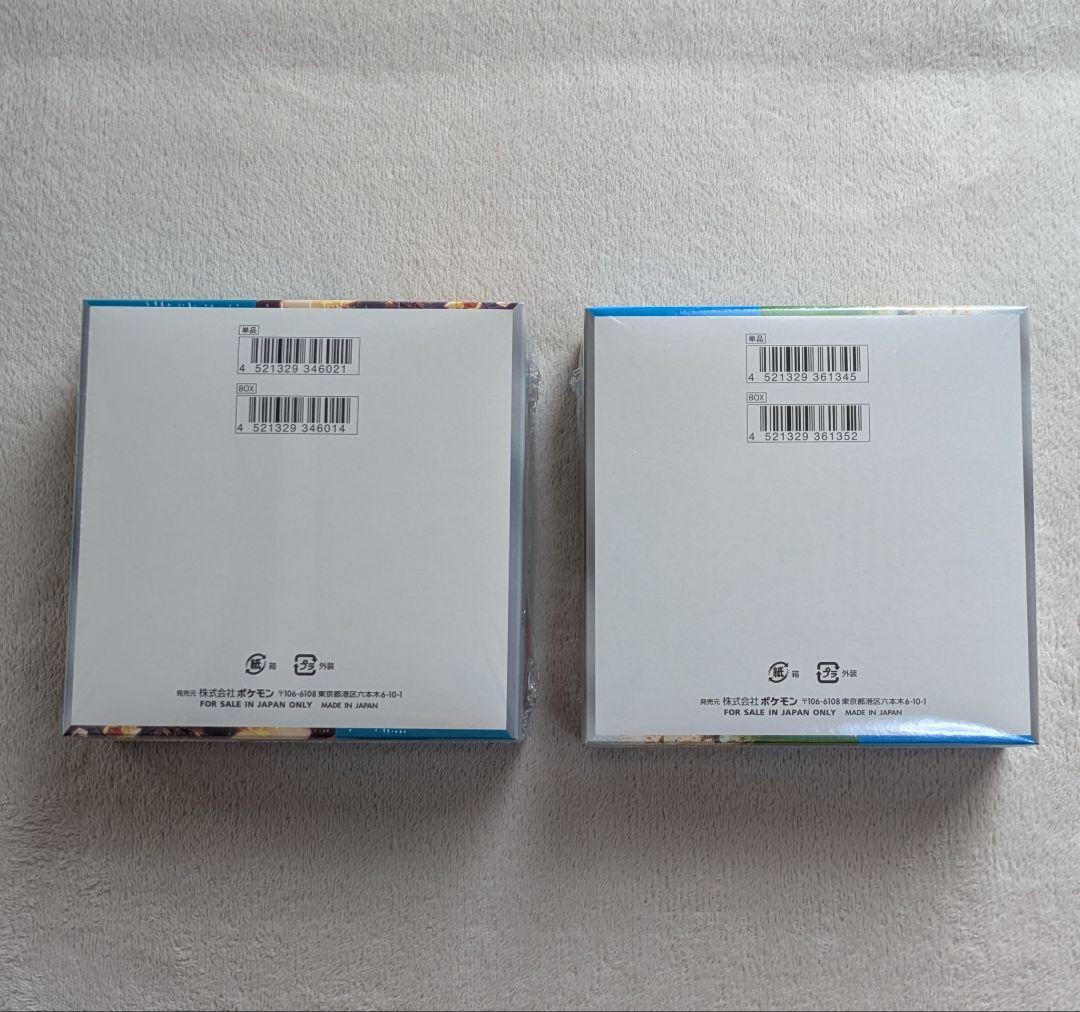 単品
4 521329 346021
BOX
4 521329 346014
紙 箱 プラ 外装
発売元 株式会社ポケモン 〒106-6108 東京都港区六本木6-10-1
FOR SALE IN JAPAN ONLY MADE IN JAPAN
単品
4 521329 361345
BOX
4 521329 361352
紙 箱 プラ 外装
発売元 株式会社ポケモン 〒106-6108 東京都港区六本木6-10-1
FOR SALE IN JAPAN ONLY MADE IN JAPAN